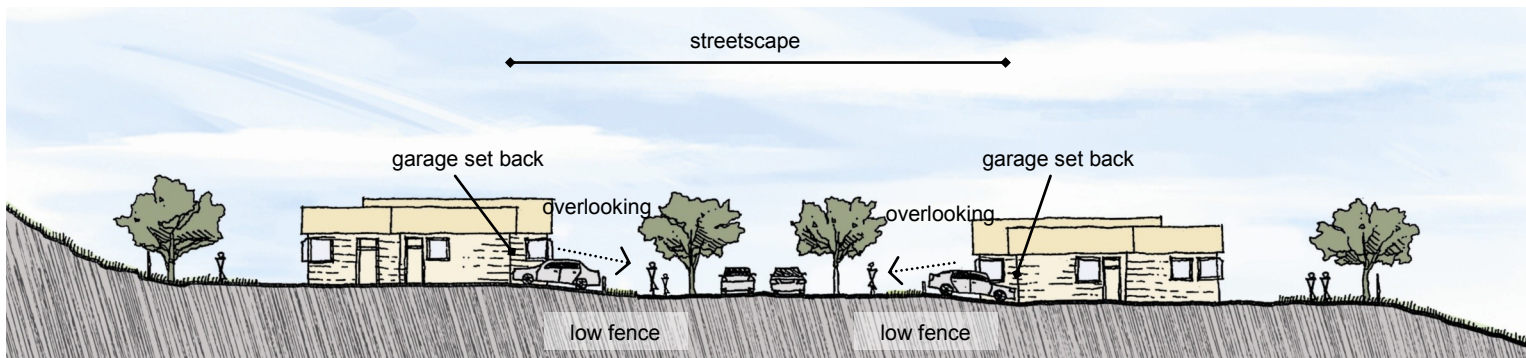 streetscape
garage set back
garage set back
overlooking
overlooking
low fence
low fence